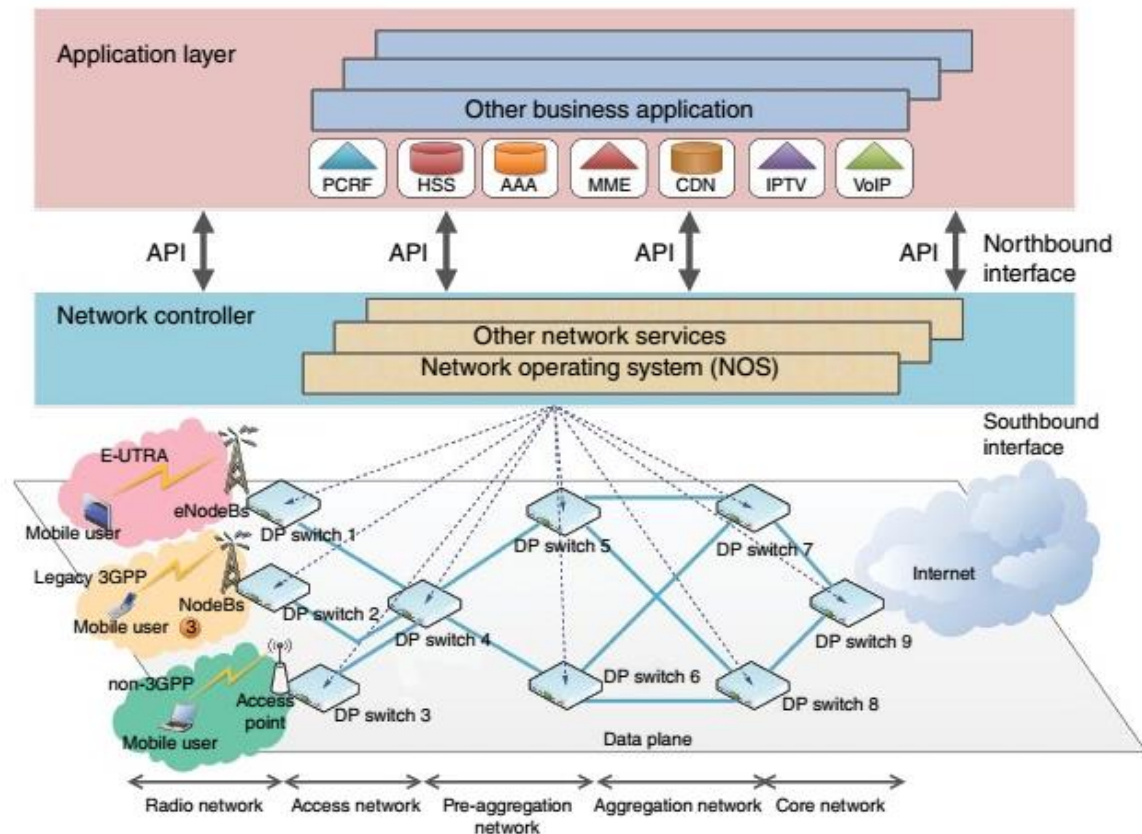 Application layer
Other business application
PCRF
HSS
AAA
MME
CDN
IPTV
VoIP
API
API
API
API
Northbound
interface
Network controller
Other network services
Network operating system (NOS)
Southbound
interface
E-UTRA
eNodeBs
Mobile user
DP switch 1
DP switch 5
DP switch 7
Legacy 3GPP
NodeBs
Mobile user
3
DP switch 2
DP switch 4
Internet
DP switch 9
non-3GPP
Access
point
Mobile user
DP switch 3
DP switch 6
DP switch 8
Data plane
Radio network
Access network
Pre-aggregation
network
Aggregation network
Core network